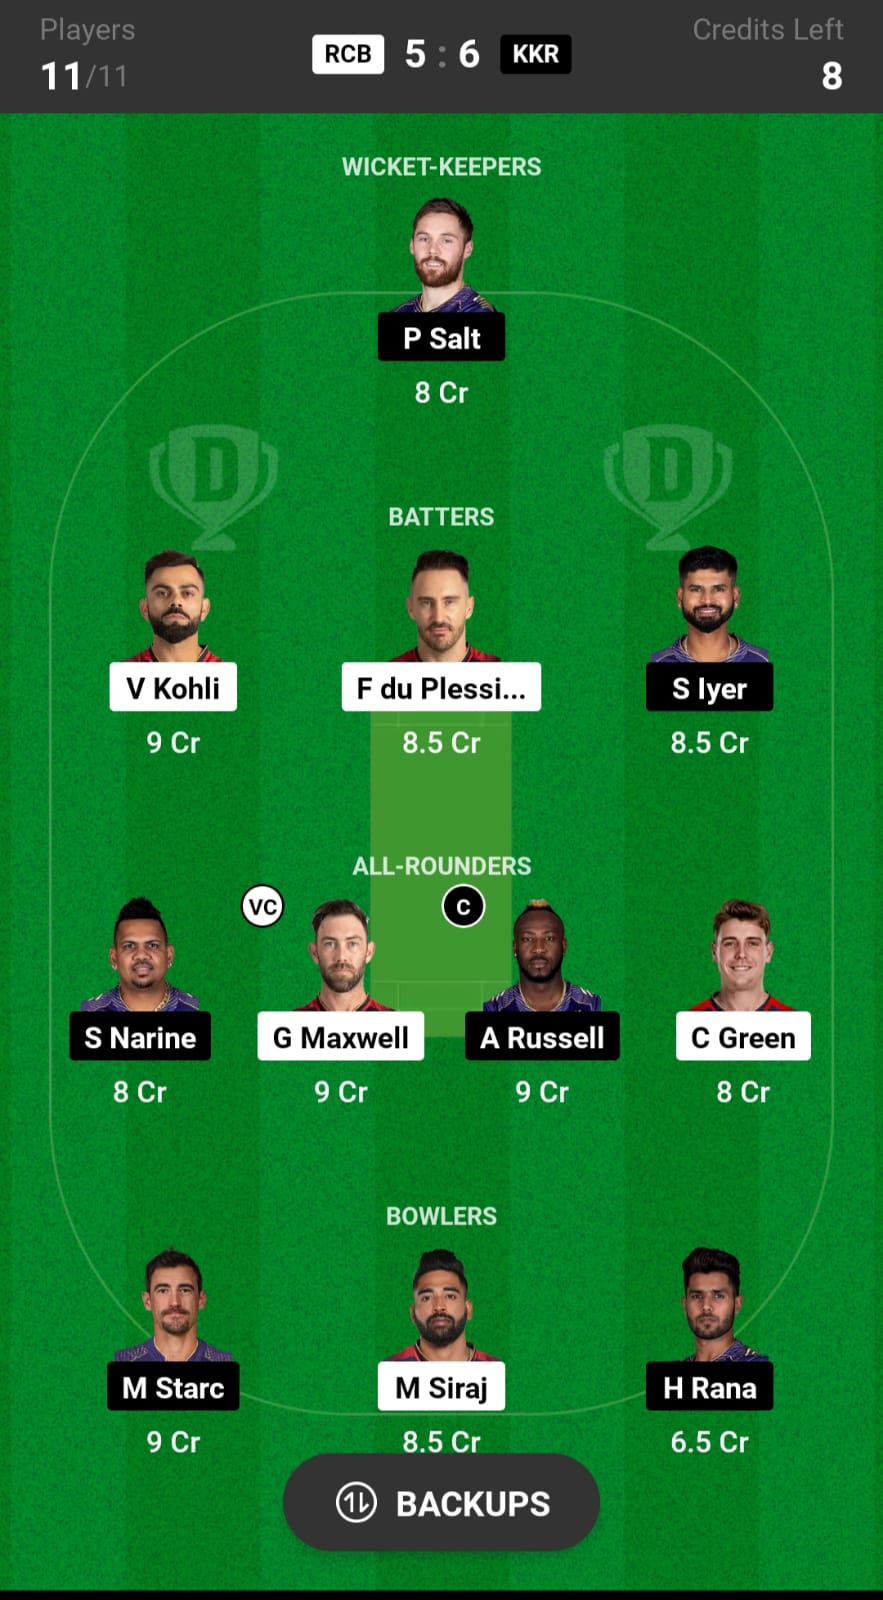 Players
11/11
RCB 5 : 6 KKR
Credits Left
8
WICKET-KEEPERS
P Salt
8 Cr
D D
BATTERS
V Kohli F du Plessi... S Iyer
9 Cr 8.5 Cr 8.5 Cr
ALL-ROUNDERS
VC C
S Narine G Maxwell A Russell C Green
8 Cr 9 Cr 9 Cr 8 Cr
BOWLERS
M Starc M Siraj H Rana
9 Cr 8.5 Cr 6.5 Cr
BACKUPS